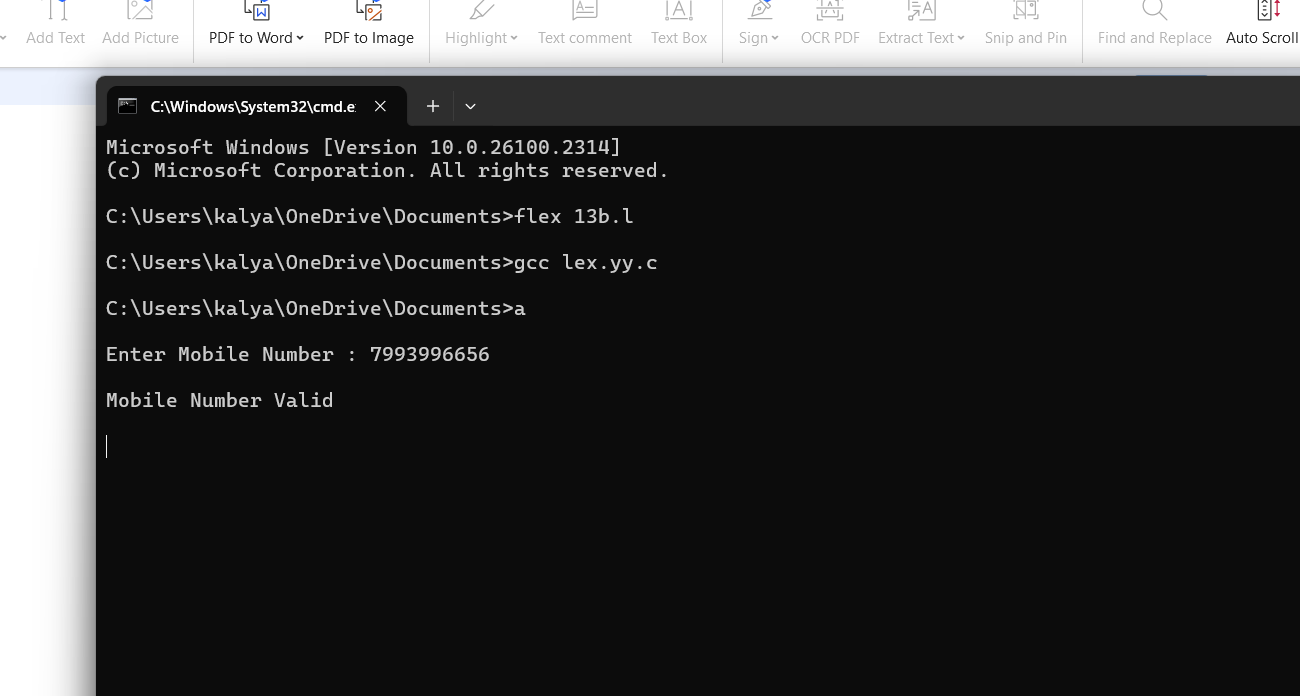 Add Text Add Picture PDF to Word PDF to Image Highlight Text comment Text Box Sign OCR PDF Extract Text Snip and Pin Find and Replace Auto Scroll
C:\Windows\System32\cmd.e
Microsoft Windows [Version 10.0.26100.2314]
(c) Microsoft Corporation. All rights reserved.
C:\Users\kalya\OneDrive\Documents>flex 13b.l
C:\Users\kalya\OneDrive\Documents>gcc lex.yy.c
C:\Users\kalya\OneDrive\Documents>a
Enter Mobile Number : 7993996656
Mobile Number Valid